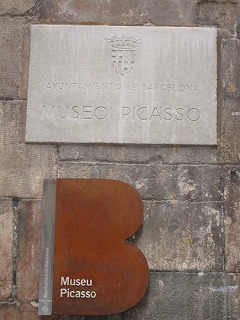 AYUNTAMIENTO DE BARCELONA
MUSEO PICASSO
B
Museu
Picasso